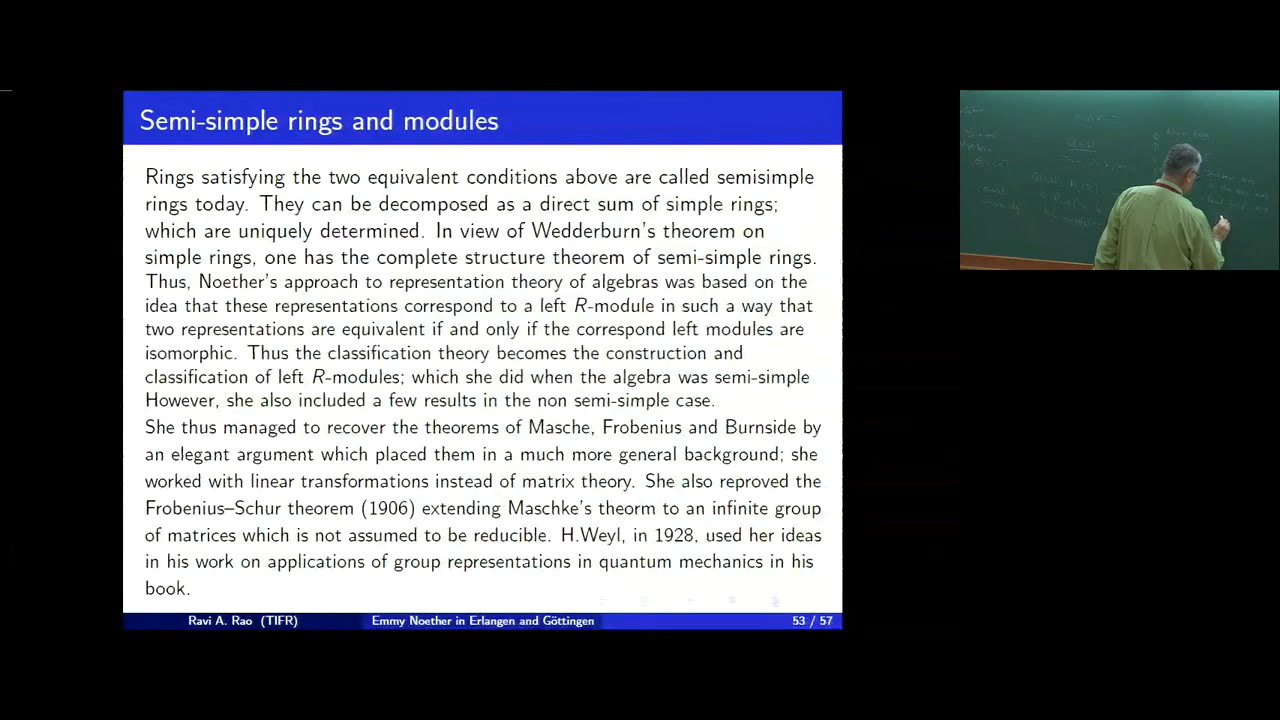 Semi-simple rings and modules
Rings satisfying the two equivalent conditions above are called semisimple
rings today. They can be decomposed as a direct sum of simple rings;
which are uniquely determined. In view of Wedderburn's theorem on
simple rings, one has the complete structure theorem of semi-simple rings.
Thus, Noether's approach to representation theory of algebras was based on the
idea that these representations correspond to a left R-module in such a way that
two representations are equivalent if and only if the correspond left modules are
isomorphic. Thus the classification theory becomes the construction and
classification of left R-modules; which she did when the algebra was semi-simple
However, she also included a few results in the non semi-simple case.
She thus managed to recover the theorems of Masche, Frobenius and Burnside by
an elegant argument which placed them in a much more general background; she
worked with linear transformations instead of matrix theory. She also reproved the
Frobenius–Schur theorem (1906) extending Maschke's theorm to an infinite group
of matrices which is not assumed to be reducible. H.Weyl, in 1928, used her ideas
in his work on applications of group representations in quantum mechanics in his
book.
Ravi A. Rao (TIFR) Emmy Noether in Erlangen and Göttingen 53 / 57